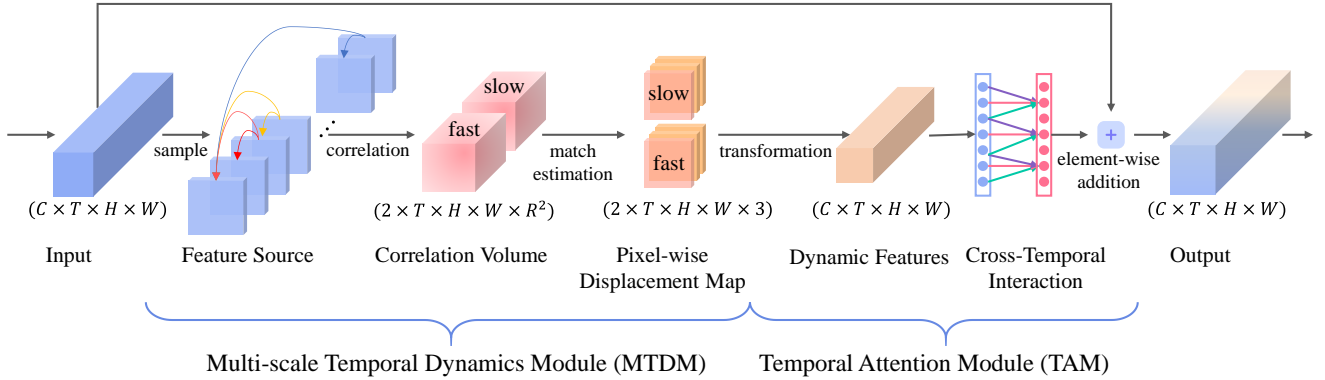 slow
fast
slow
fast
sample
correlation
match
estimation
transformation
+
element-wise
addition
(C × T × H × W)
(2 × T × H × W × R²)
(2 × T × H × W × 3)
(C × T × H × W)
(C × T × H × W)
Input
Feature Source
Correlation Volume
Pixel-wise
Displacement Map
Dynamic Features
Cross-Temporal
Interaction
Output
Multi-scale Temporal Dynamics Module (MTDM)
Temporal Attention Module (TAM)